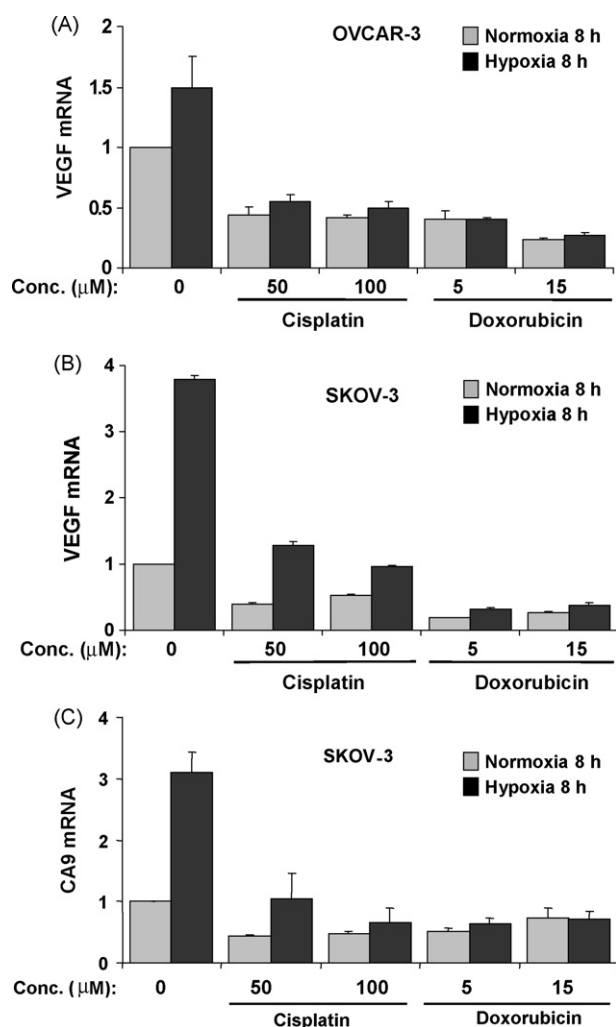 (A)
OVCAR-3
Normoxia 8 h
Hypoxia 8 h
VEGF mRNA
2
1.5
1
0.5
0
Conc. (μM): 0 50 100 5 15
Cisplatin Doxorubicin
(B)
SKOV-3
Normoxia 8 h
Hypoxia 8 h
VEGF mRNA
4
3
2
1
0
Conc. (μM): 0 50 100 5 15
Cisplatin Doxorubicin
(C)
SKOV-3
Normoxia 8 h
Hypoxia 8 h
CA9 mRNA
4
3
2
1
0
Conc. (μM): 0 50 100 5 15
Cisplatin Doxorubicin